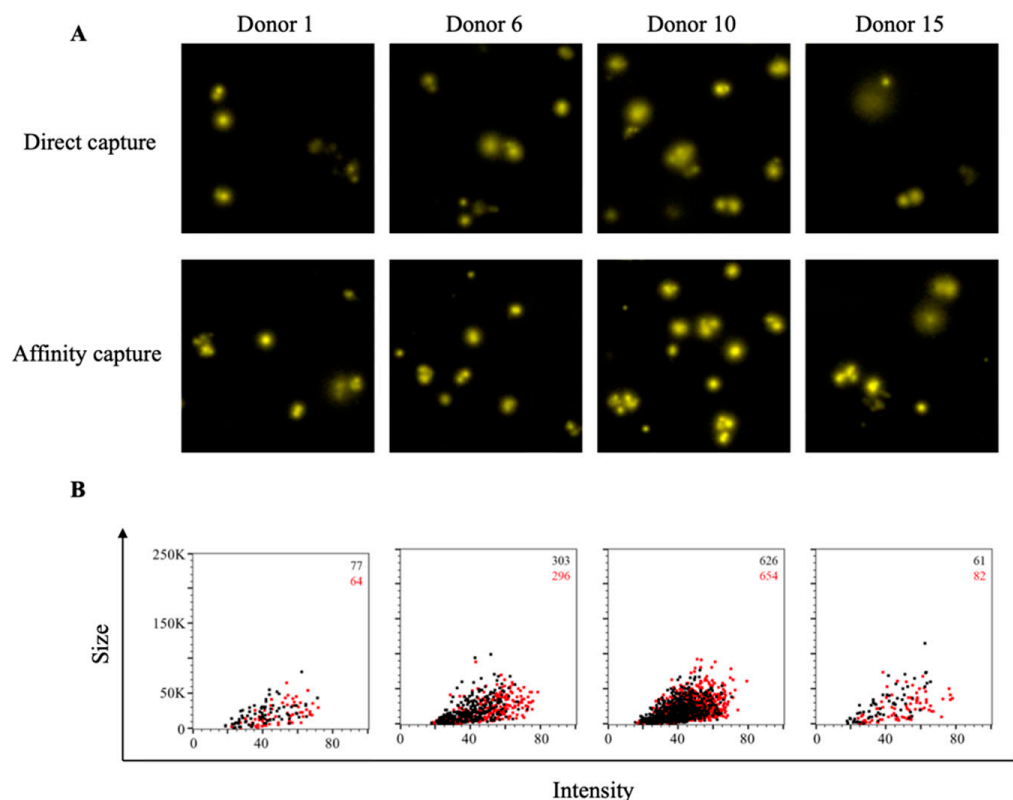 A
Donor 1 Donor 6 Donor 10 Donor 15
Direct capture
Affinity capture
B
Size
250K
150K
50K
0
77
64
303
296
626
654
61
82
0 40 80 0 40 80 0 40 80 0 40 80
Intensity